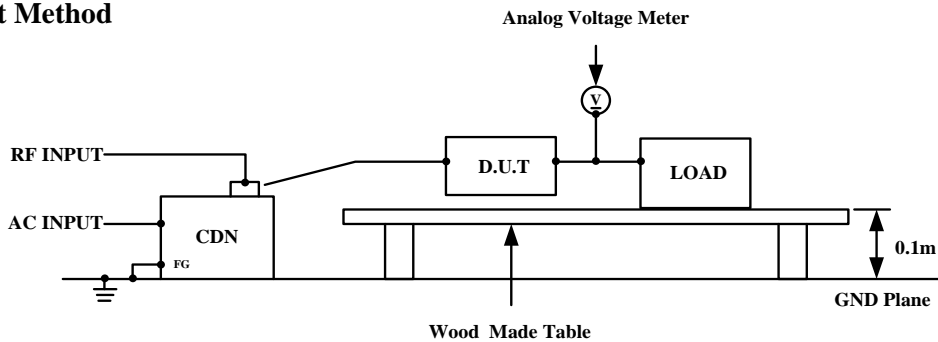 t Method
Analog Voltage Meter
V
RF INPUT
D.U.T
LOAD
AC INPUT
CDN
FG
0.1m
GND Plane
Wood Made Table